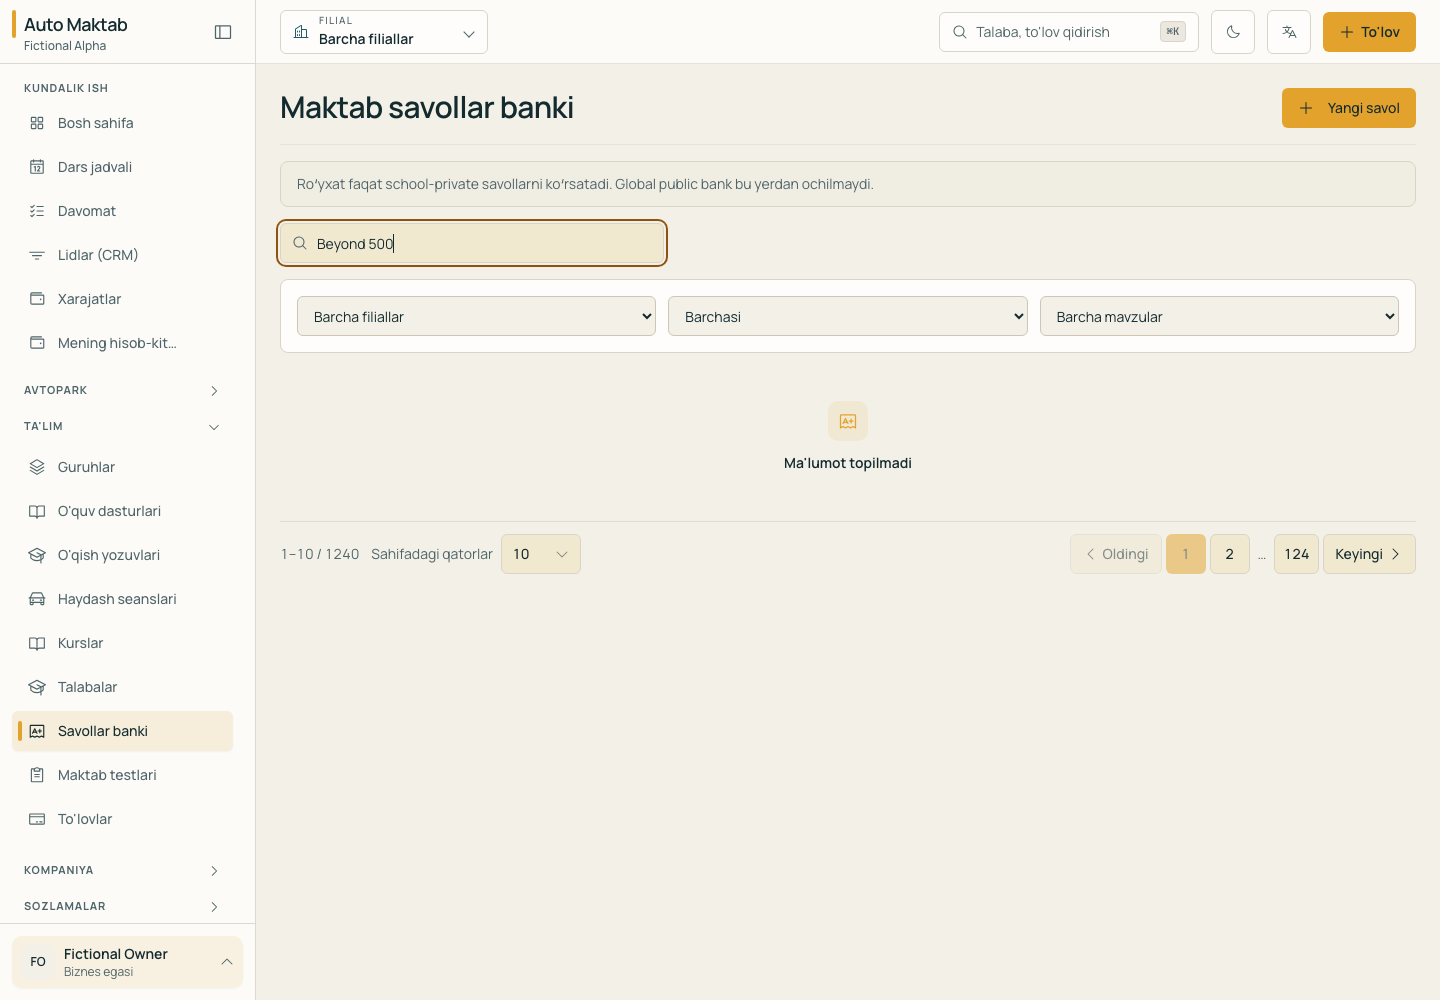 Auto Maktab
Fictional Alpha
KUNDALIK ISH
Bosh sahifa
Dars jadvali
Davomat
Lidlar (CRM)
Xarajatlar
Mening hisob-kit...
AVTOPARK
TA'LIM
Guruhlar
O'quv dasturlari
O'qish yozuvlari
Haydash seanslari
Kurslar
Talabalar
Savollar banki
Maktab testlari
To'lovlar
KOMPANIYA
SOZLAMALAR
FO
Fictional Owner
Biznes egasi
FILIAL
Barcha filiallar
Talaba, to'lov qidirish
⌘K
To'lov
Maktab savollar banki
Yangi savol
Roʻyxat faqat school-private savollarni koʻrsatadi. Global public bank bu yerdan ochilmaydi.
Beyond 500
Barcha filiallar
Barchasi
Barcha mavzular
Ma'lumot topilmadi
1–10 / 1240
Sahifadagi qatorlar
10
Oldingi
1
2
...
124
Keyingi